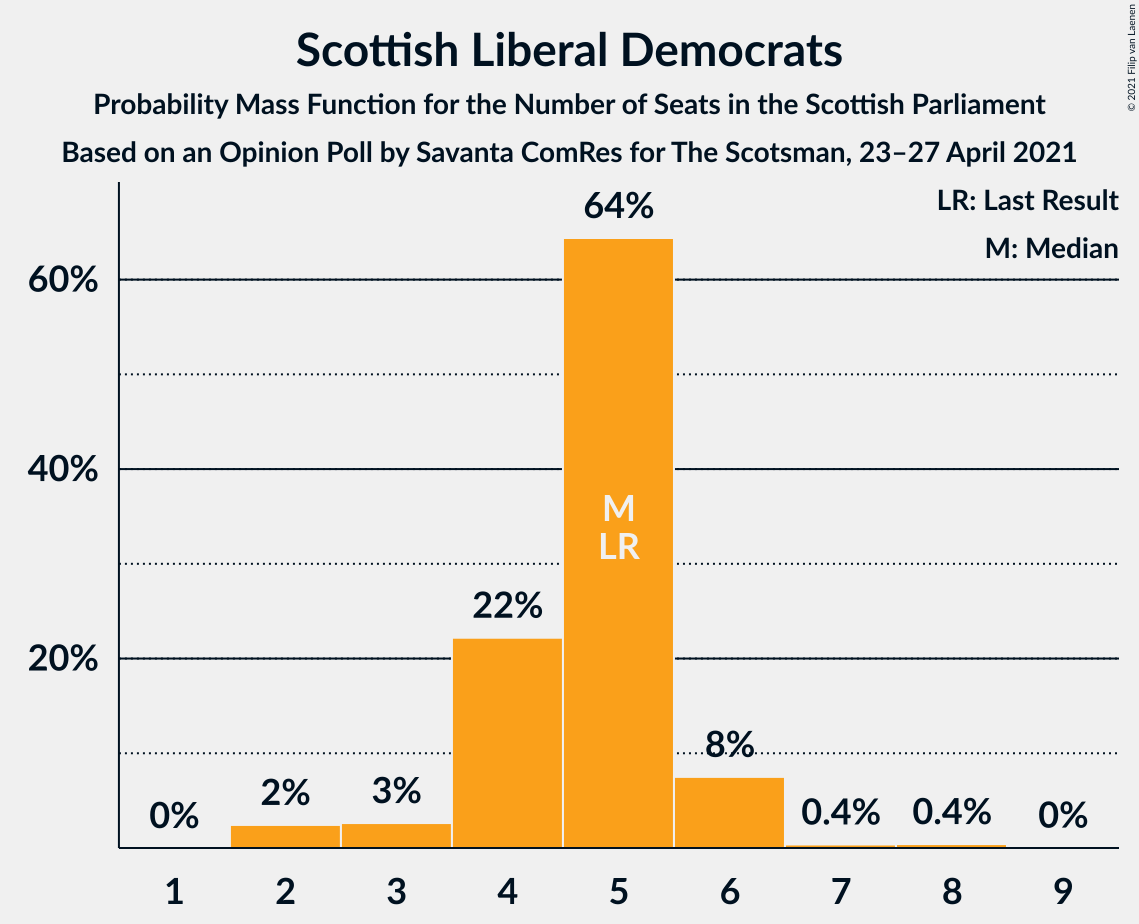 Scottish Liberal Democrats
Probability Mass Function for the Number of Seats in the Scottish Parliament
Based on an Opinion Poll by Savanta ComRes for The Scotsman, 23–27 April 2021
© 2021 Filip van Laenen
LR: Last Result
M: Median
60%
40%
20%
0%
2%
3%
22%
64%
M
LR
8%
0.4%
0.4%
0%
1 2 3 4 5 6 7 8 9